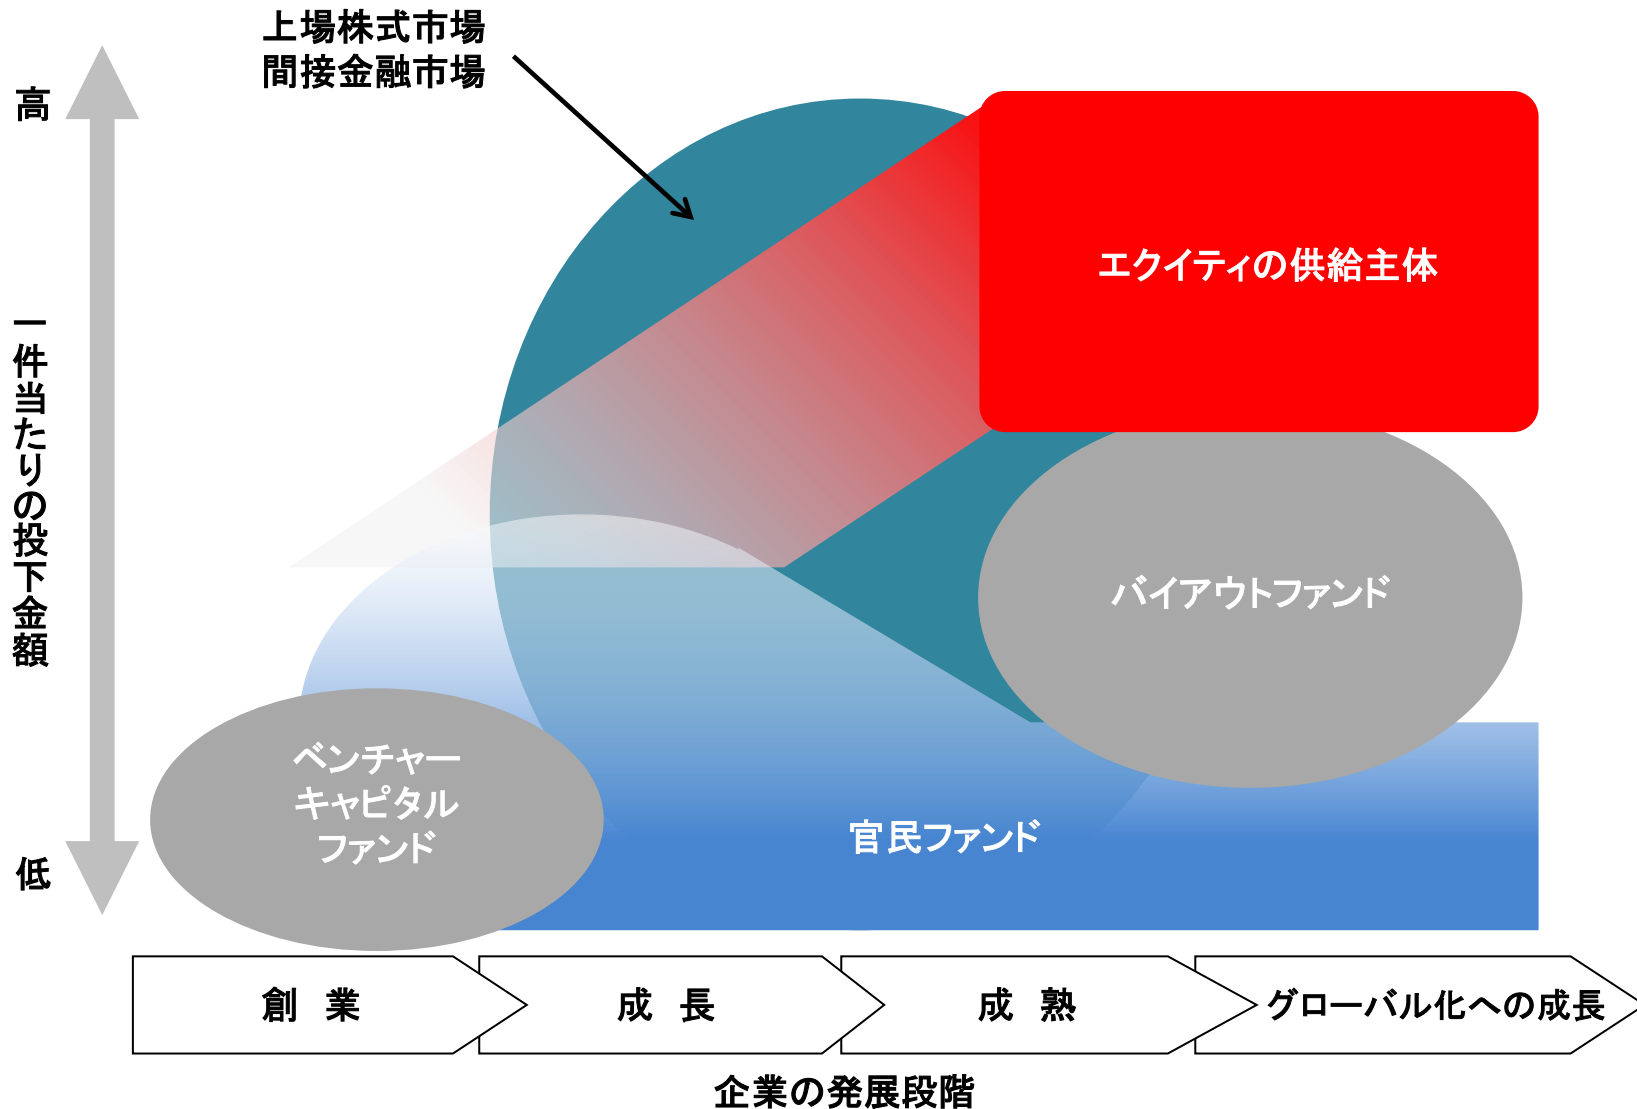 上場株式市場
間接金融市場
高
一件当たりの投下金額
低
エクイティの供給主体
バイアウトファンド
ベンチャー
キャピタル
ファンド
官民ファンド
創 業
成 長
成 熟
グローバル化への成長
企業の発展段階